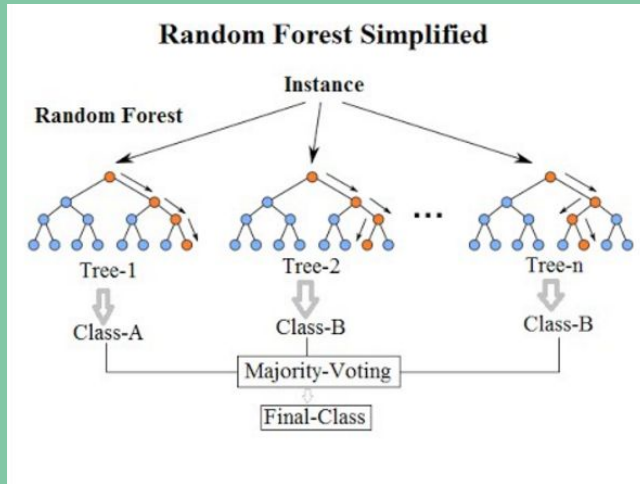 Random Forest Simplified
Instance
Random Forest
...
Tree-1 Tree-2 Tree-n
Class-A Class-B Class-B
Majority-Voting
Final-Class